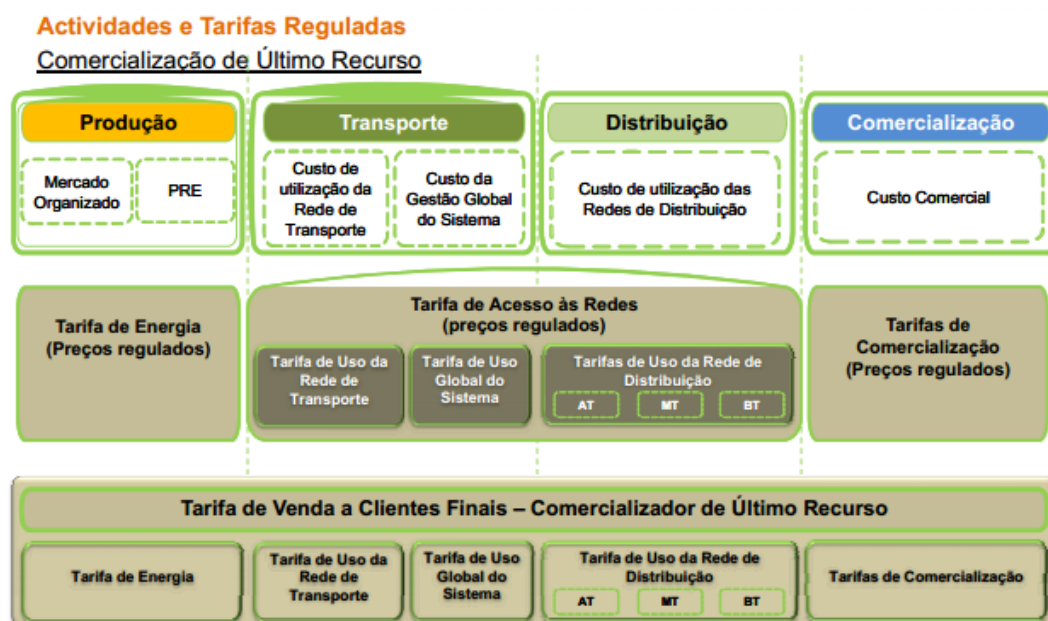 Actividades e Tarifas Reguladas
Comercialização de Último Recurso
Produção
Transporte
Distribuição
Comercialização
Mercado
Organizado
PRE
Custo de
utilização da
Rede de
Transporte
Custo da
Gestão Global
do Sistema
Custo de utilização das
Redes de Distribuição
Custo Comercial
Tarifa de Energia
(Preços regulados)
Tarifa de Acesso às Redes
(preços regulados)
Tarifa de Uso da
Rede de
Transporte
Tarifa de Uso
Global do
Sistema
Tarifas de Uso da Rede de
Distribuição
AT
MT
BT
Tarifas de
Comercialização
(Preços regulados)
Tarifa de Venda a Clientes Finais – Comercializador de Último Recurso
Tarifa de Energia
Tarifa de Uso da
Rede de
Transporte
Tarifa de Uso
Global do
Sistema
Tarifa de Uso da Rede de
Distribuição
AT
MT
BT
Tarifas de Comercialização